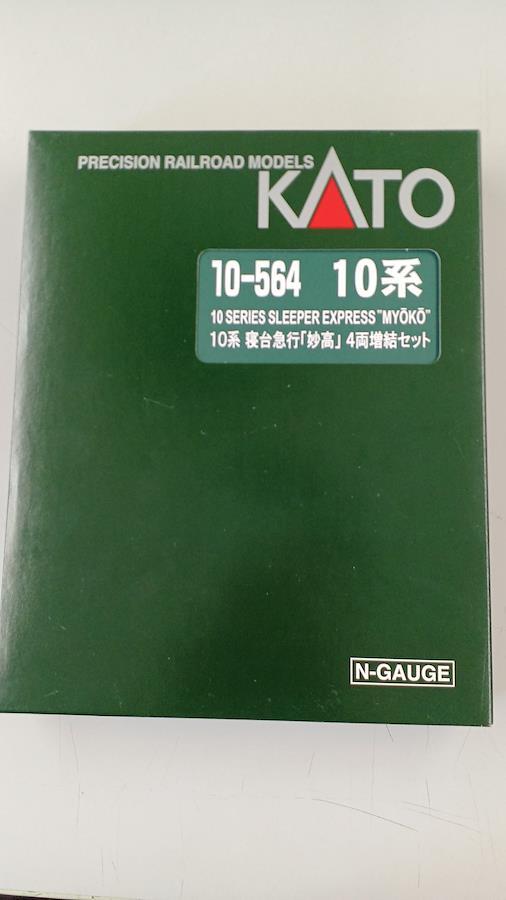 PRECISION RAILROAD MODELS
KATO
10-564 10系
10 SERIES SLEEPER EXPRESS "MYŌKŌ"
10系 寝台急行「妙高」 4両増結セット
N-GAUGE